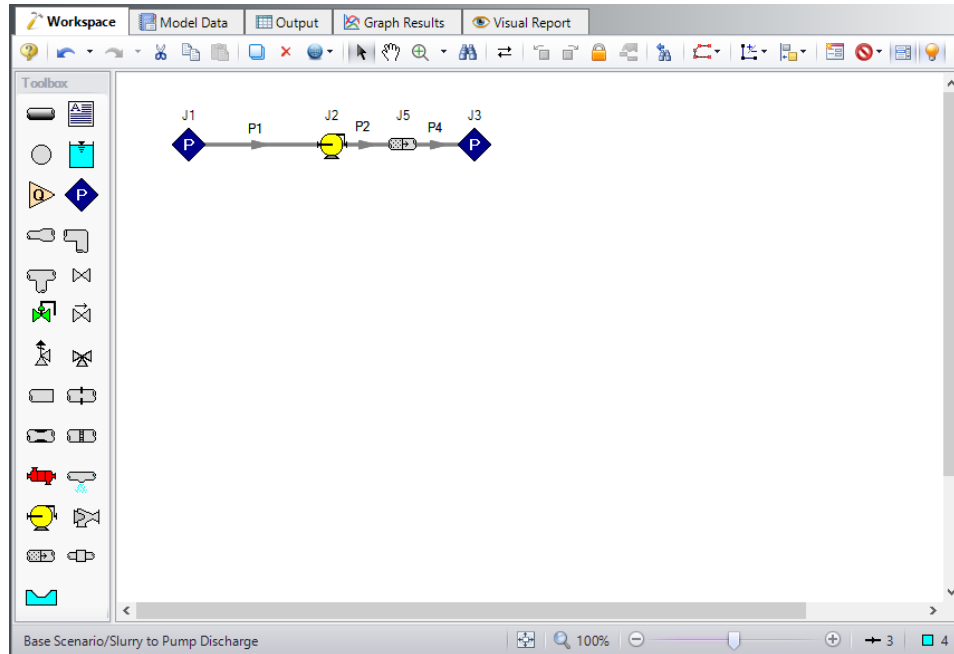 Workspace Model Data Output Graph Results Visual Report
Toolbox
J1 P1 J2 P2 J5 P4 J3
P P
A
Q P
Base Scenario/Slurry to Pump Discharge 100% 3 4